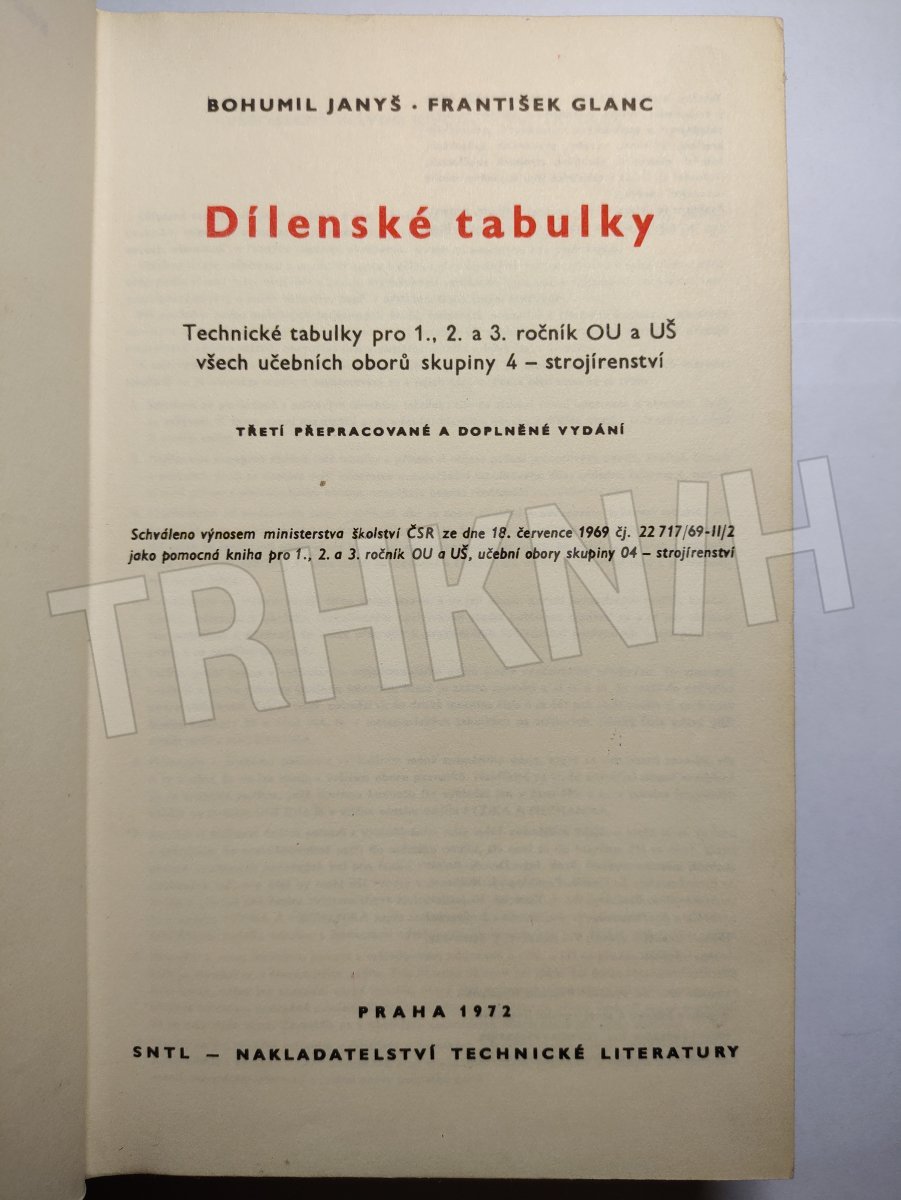 BOHUMIL JANYŠ · FRANTIŠEK GLANC
Dílenské tabulky
Technické tabulky pro 1., 2. a 3. ročník OU a UŠ
všech učebních oborů skupiny 4 – strojírenství
TŘETÍ PŘEPRACOVANÉ A DOPLNĚNÉ VYDÁNÍ
Schváleno výnosem ministerstva školství ČSR ze dne 18. července 1969 čj. 22 717/69-II/2
jako pomocná kniha pro 1., 2. a 3. ročník OU a UŠ, učební obory skupiny 04 – strojírenství
TRHKNIH
PRAHA 1972
SNTL – NAKLADATELSTVÍ TECHNICKÉ LITERATURY